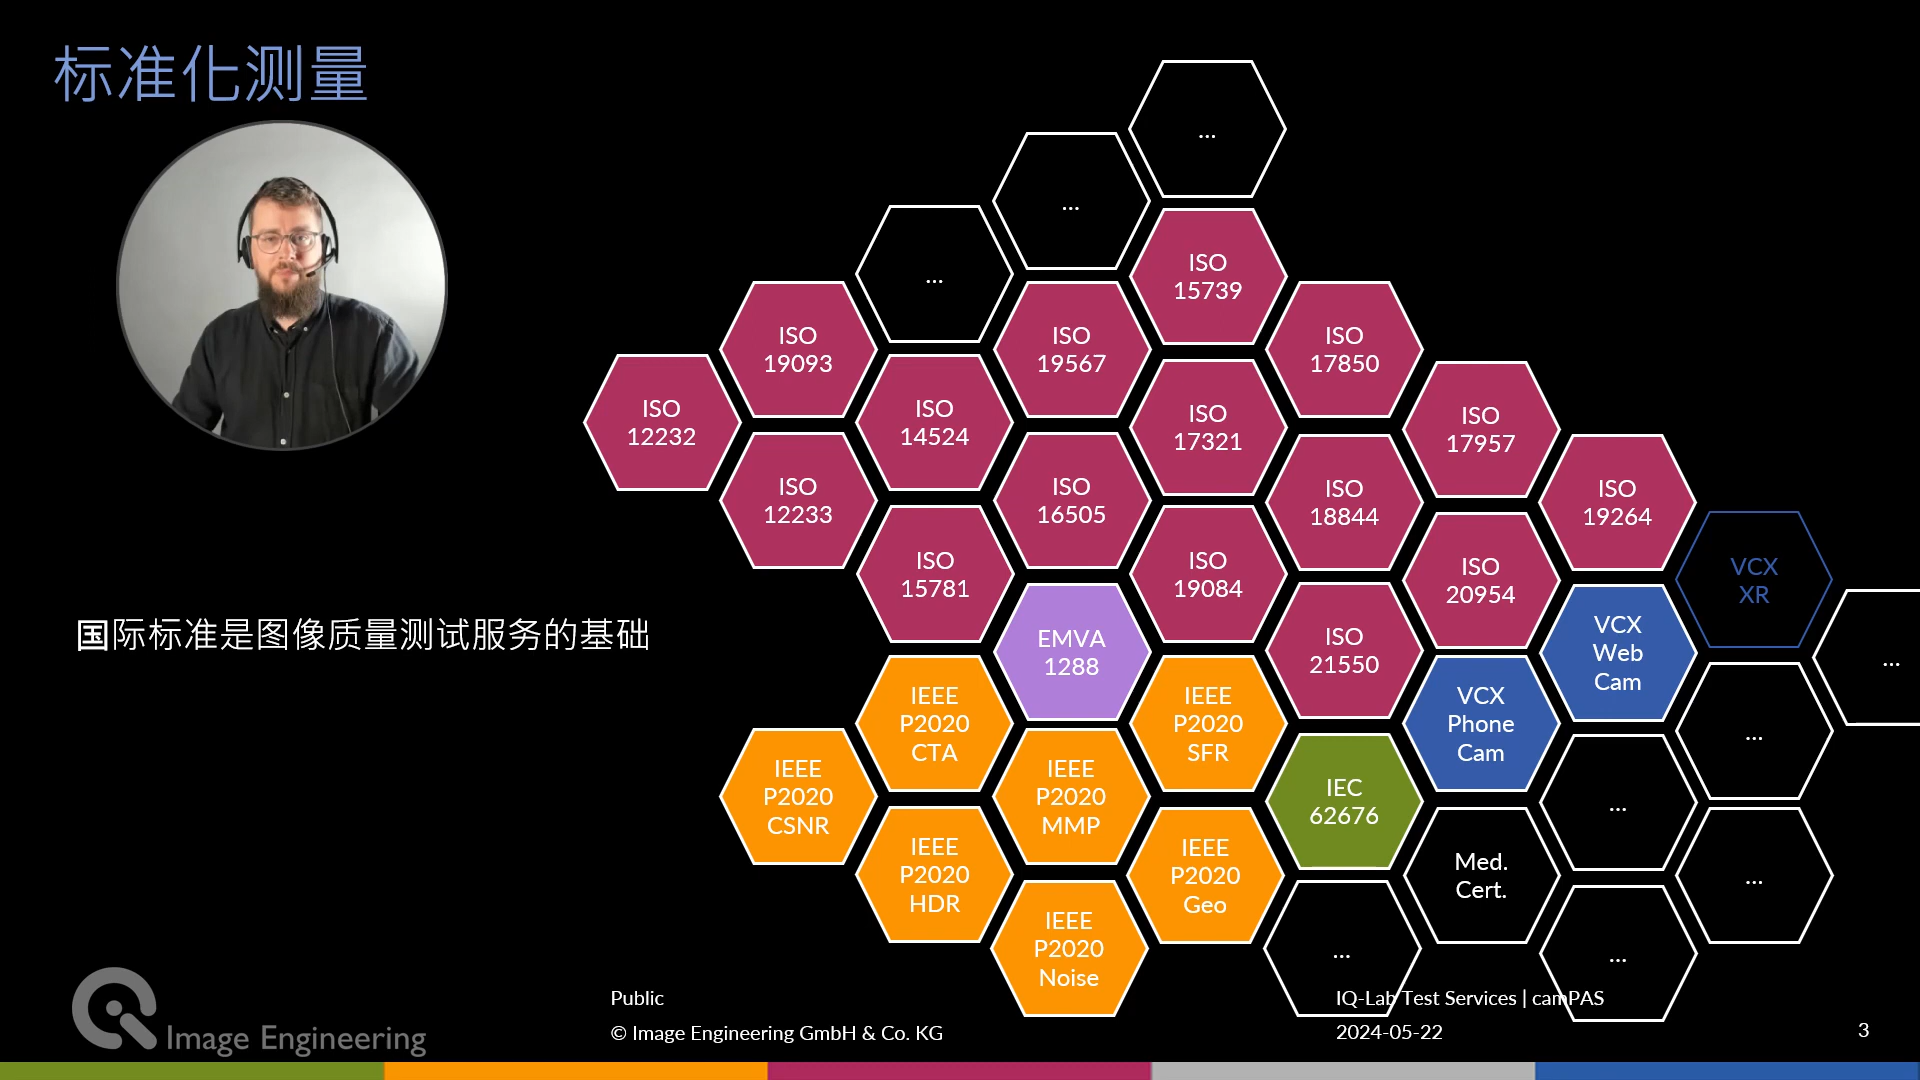 标准化测量
...
...
...
ISO
15739
ISO
19093
ISO
19567
ISO
17850
ISO
12232
ISO
14524
ISO
17321
ISO
17957
ISO
12233
ISO
16505
ISO
18844
ISO
19264
ISO
15781
ISO
19084
ISO
20954
VCX
XR
EMVA
1288
ISO
21550
VCX
Web
Cam
...
国际标准是图像质量测试服务的基础
IEEE
P2020
CTA
IEEE
P2020
SFR
VCX
Phone
Cam
...
IEEE
P2020
CSNR
IEEE
P2020
MMP
IEC
62676
...
IEEE
P2020
HDR
IEEE
P2020
Geo
Med.
Cert.
...
IEEE
P2020
Noise
...
...
Image Engineering
Public
© Image Engineering GmbH & Co. KG
IQ-Lab Test Services | camPAS
2024-05-22
3